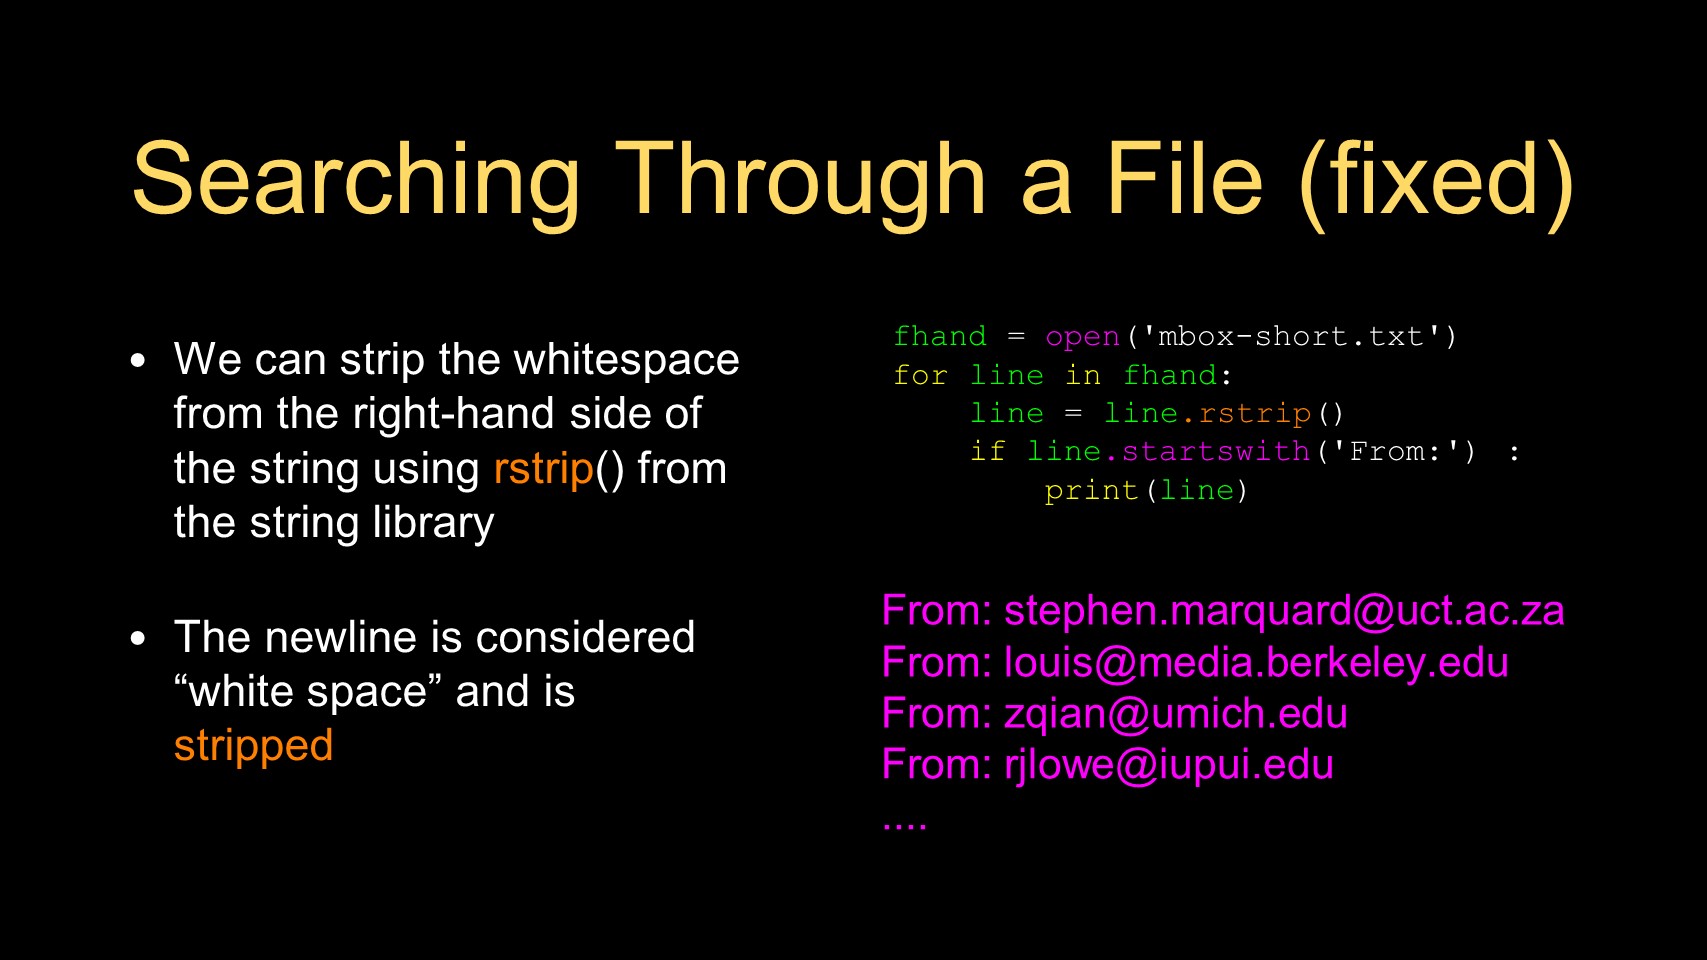 Searching Through a File (fixed)
• We can strip the whitespace
from the right-hand side of
the string using rstrip() from
the string library
• The newline is considered
“white space” and is
stripped
fhand = open('mbox-short.txt')
for line in fhand:
    line = line.rstrip()
    if line.startswith('From:') :
        print(line)
From: stephen.marquard@uct.ac.za
From: louis@media.berkeley.edu
From: zqian@umich.edu
From: rjlowe@iupui.edu
....